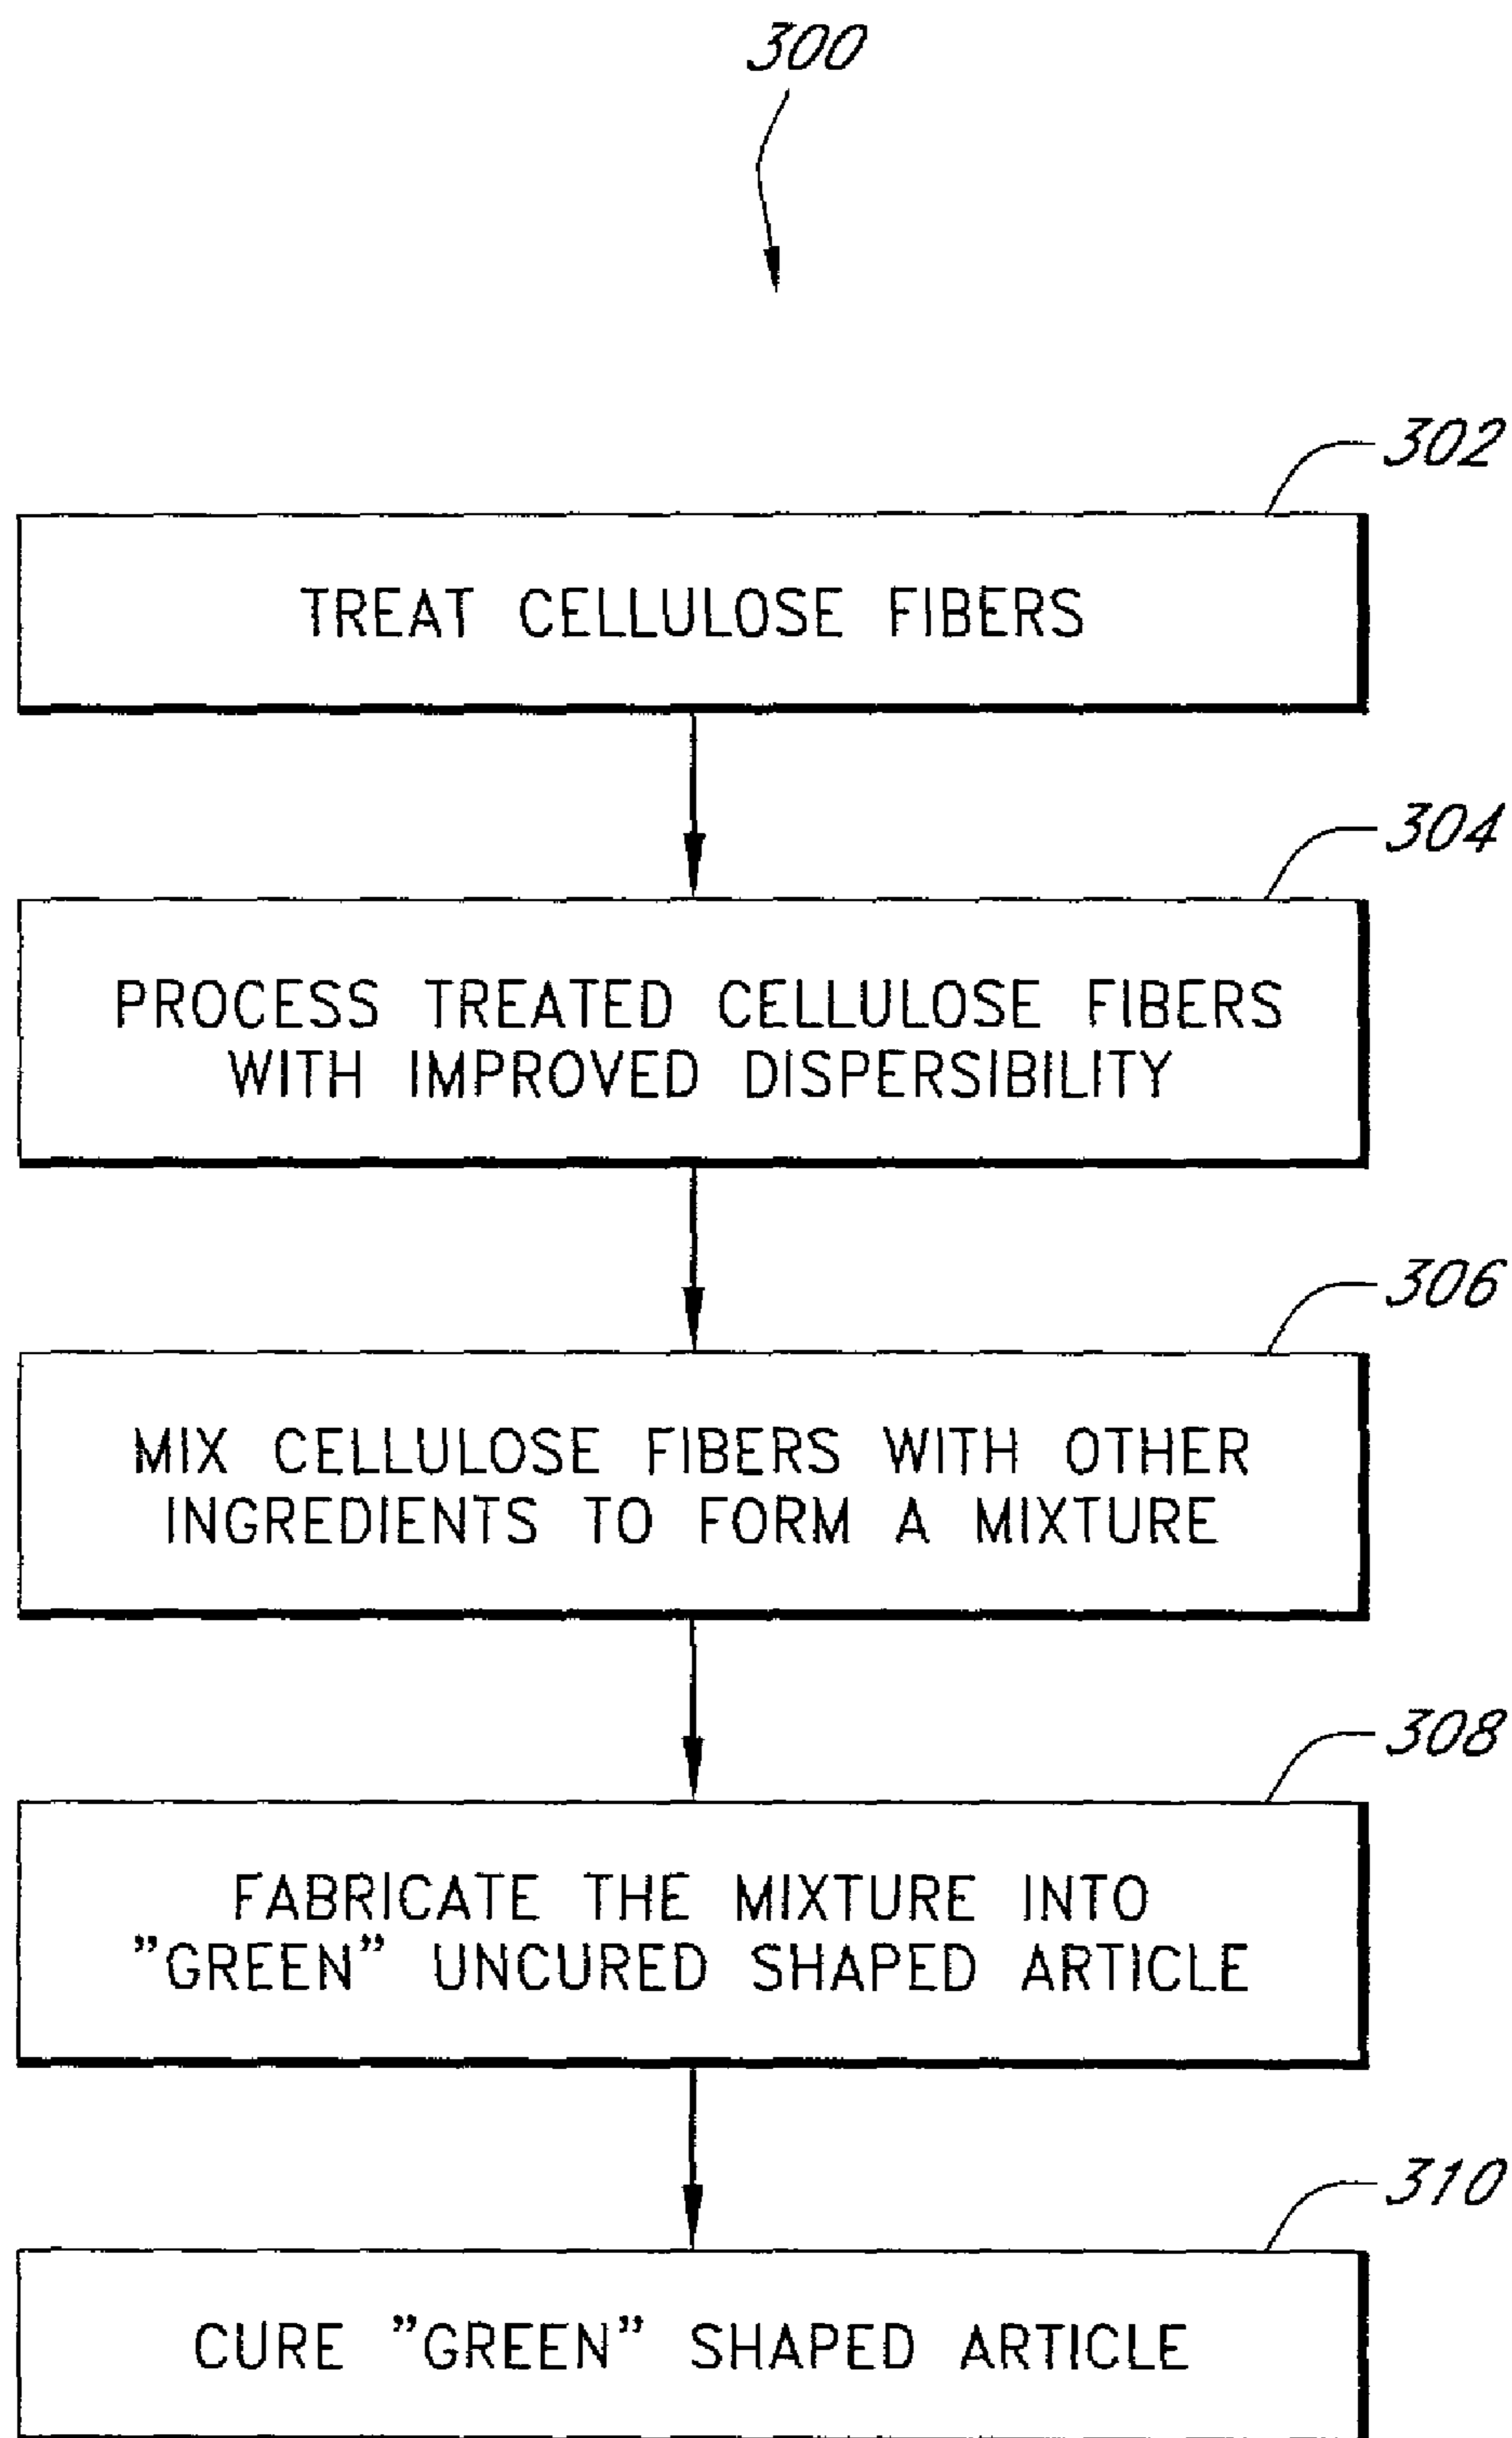 300
302
TREAT CELLULOSE FIBERS
304
PROCESS TREATED CELLULOSE FIBERS
WITH IMPROVED DISPERSIBILITY
306
MIX CELLULOSE FIBERS WITH OTHER
INGREDIENTS TO FORM A MIXTURE
308
FABRICATE THE MIXTURE INTO
"GREEN" UNCURED SHAPED ARTICLE
310
CURE "GREEN" SHAPED ARTICLE